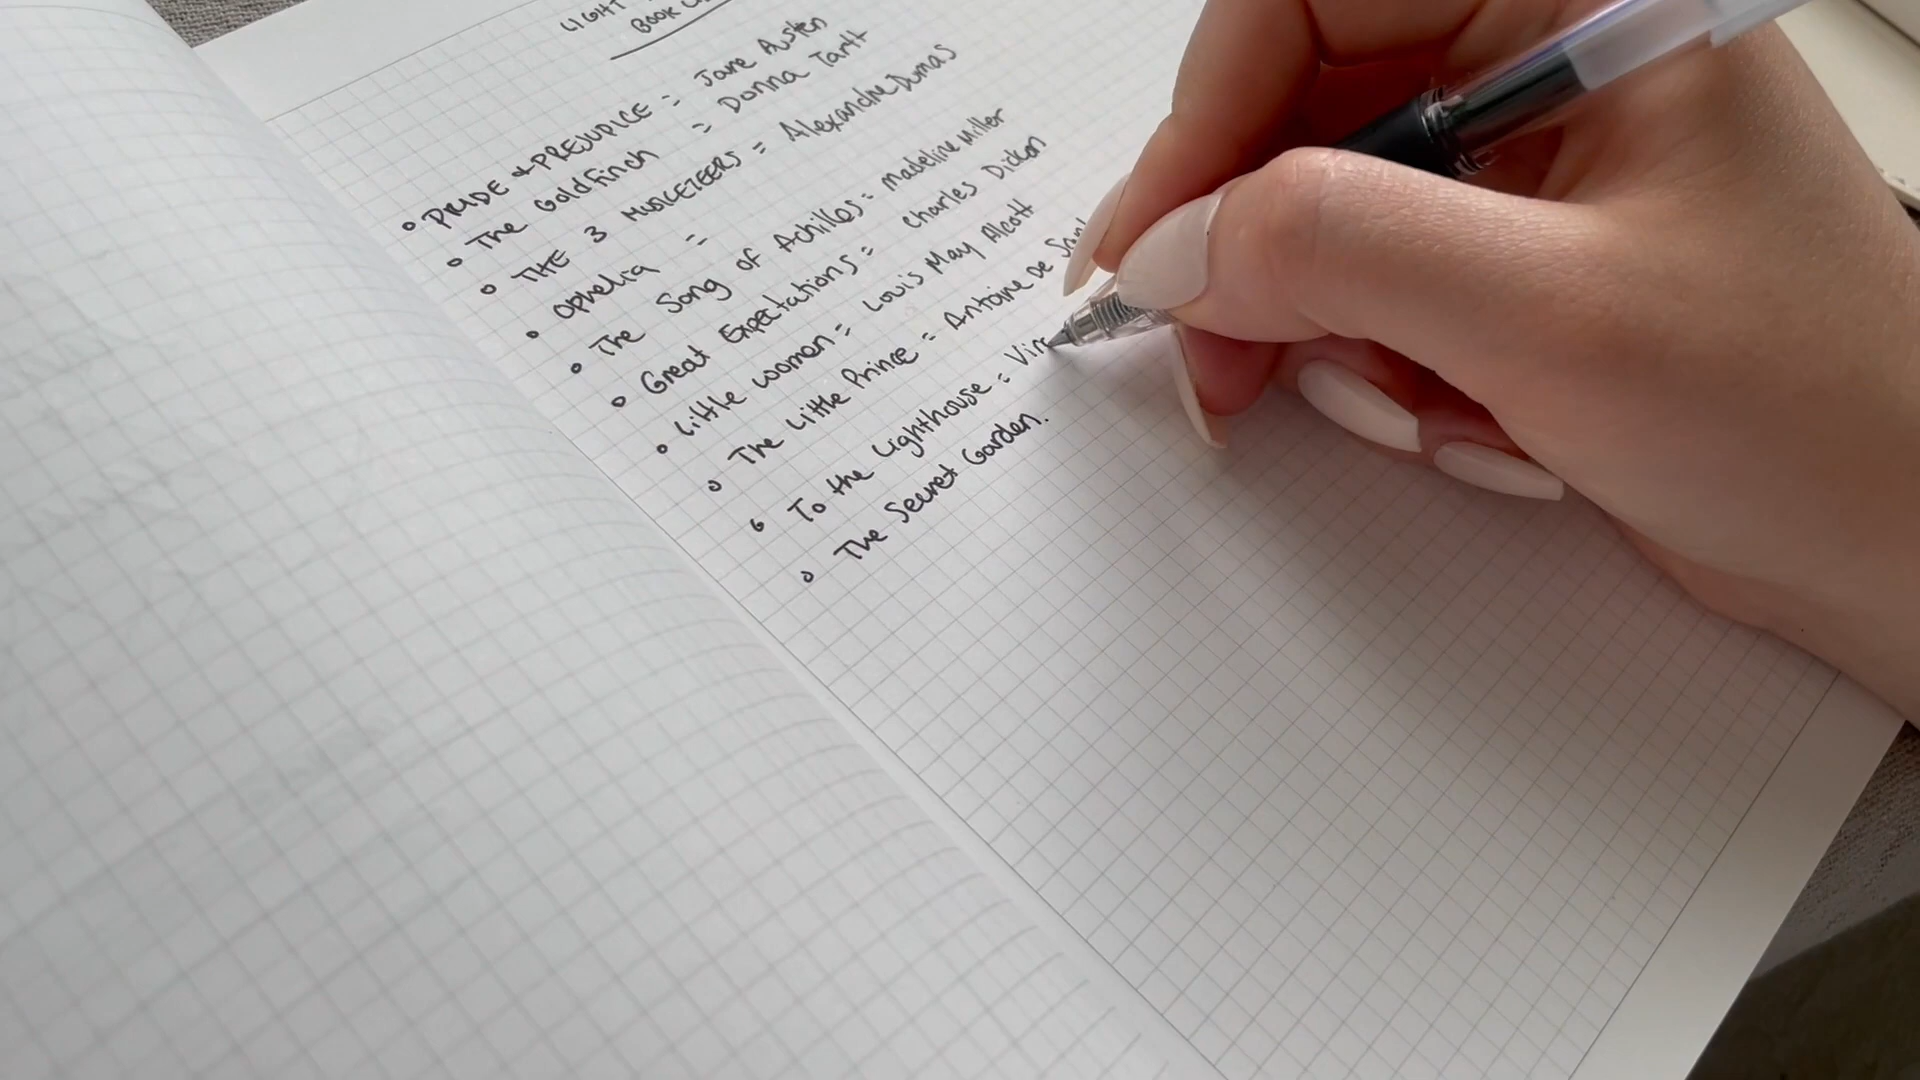 LIGHT
BOOK
• PRIDE & PREJUDICE = Jane Austen
• The Goldfinch = Donna Tartt
• THE 3 MUSKETEERS = Alexandre Dumas
• Ophelia =
• The Song of Achilles = Madeline Miller
• Great Expectations = Charles Dicken
• Little women = Louis May Alcott
• The Little Prince = Antoine De
• To the Lighthouse = Vir
• The Secret Garden.